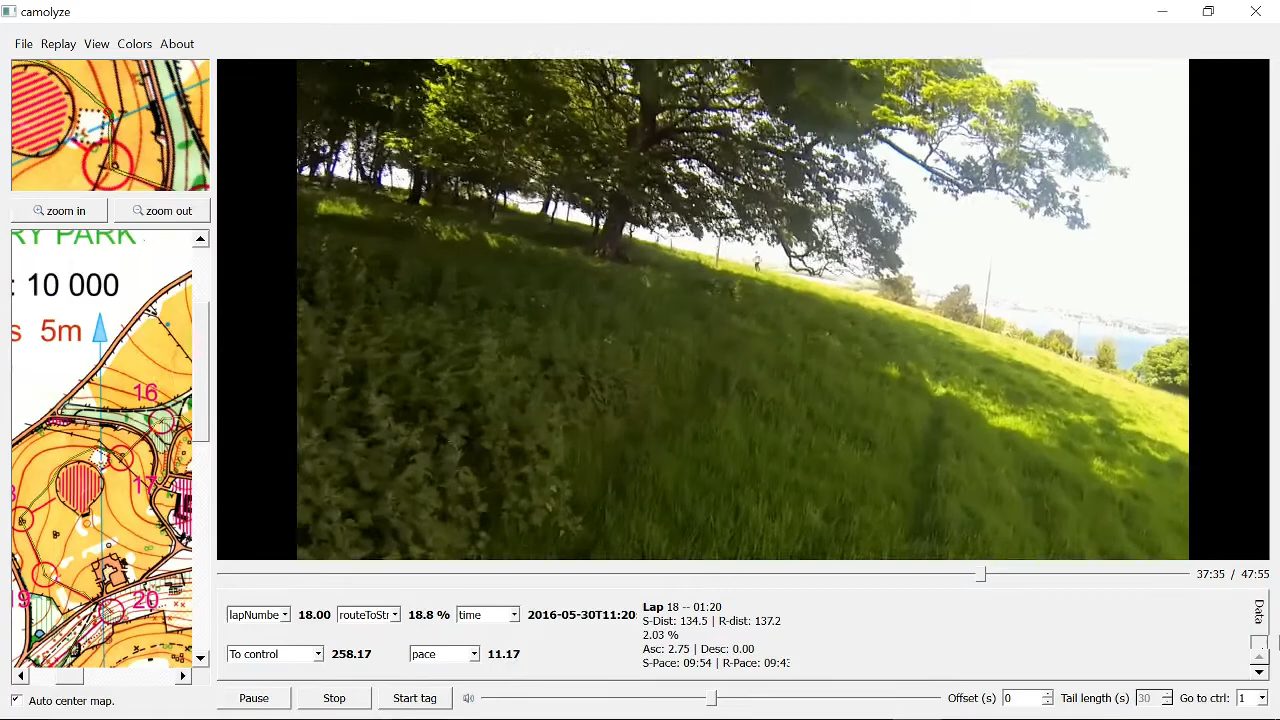 camolyze
File Replay View Colors About
zoom in zoom out
RY PARK
: 10 000
s 5m
16
17
19
20
37:35 / 47:55
Data
lapNumbe 18.00 routeToStr 18.8 % time 2016-05-30T11:20
To control 258.17 pace 11.17
Lap 18 -- 01:20
S-Dist: 134.5 | R-dist: 137.2
2.03 %
Asc: 2.75 | Desc: 0.00
S-Pace: 09:54 | R-Pace: 09:43
Auto center map.
Pause Stop Start tag Offset (s) 0 Tail length (s) 30 Go to ctrl: 1